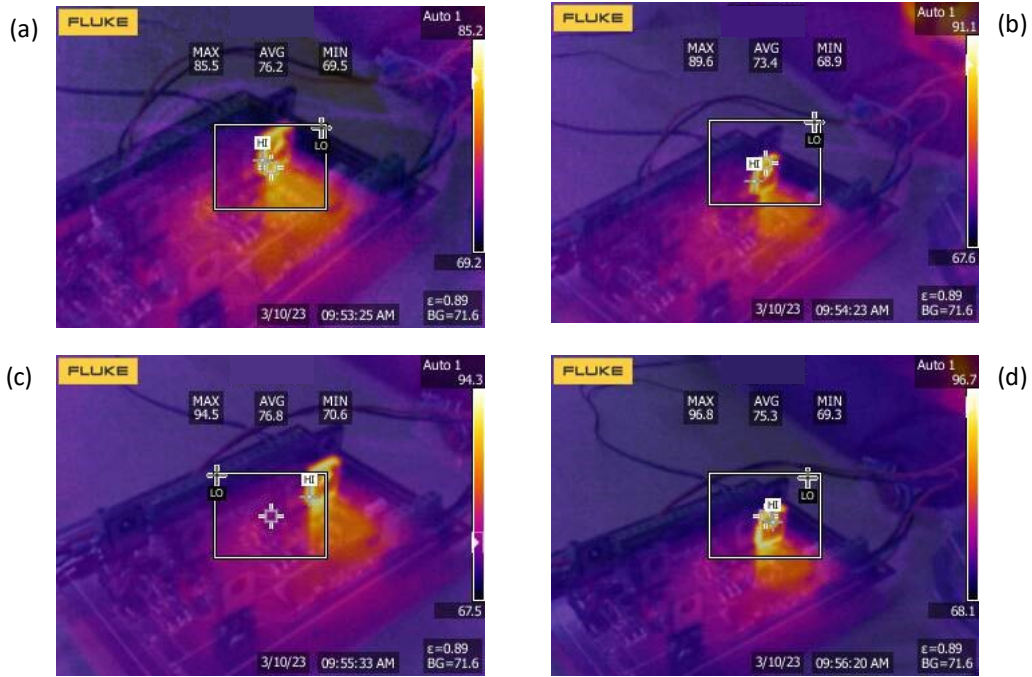 (a)
FLUKE
Auto 1
85.2
MAX AVG MIN
85.5 76.2 69.5
HI
LO
69.2
ε=0.89
3/10/23 09:53:25 AM BG=71.6
(b)
FLUKE
Auto 1
91.1
MAX AVG MIN
89.6 73.4 68.9
HI
LO
67.6
ε=0.89
3/10/23 09:54:23 AM BG=71.6
(c)
FLUKE
Auto 1
94.3
MAX AVG MIN
94.5 76.8 70.6
HI
LO
67.5
ε=0.89
3/10/23 09:55:33 AM BG=71.6
(d)
FLUKE
Auto 1
96.7
MAX AVG MIN
96.8 75.3 69.3
HI
LO
68.1
ε=0.89
3/10/23 09:56:20 AM BG=71.6